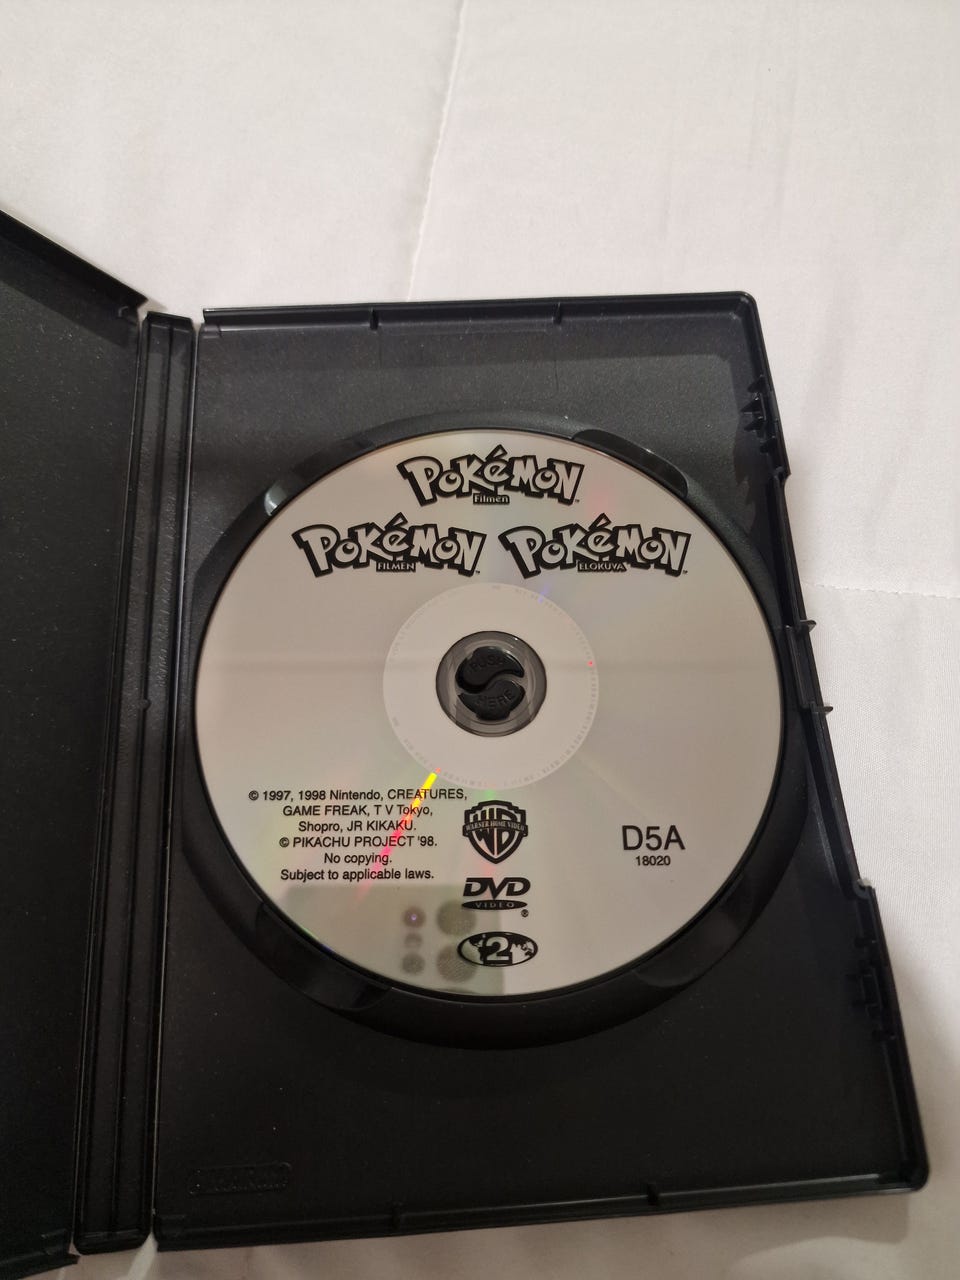 POKéMON
Filmen
POKéMON
FILMEN
POKéMON
ELOKUVA
PUSH
HERE
© 1997, 1998 Nintendo, CREATURES,
GAME FREAK, T V Tokyo,
Shopro, JR KIKAKU.
© PIKACHU PROJECT '98.
No copying.
Subject to applicable laws.
WB
WARNER HOME VIDEO
D5A
18020
DVD
VIDEO
®
2